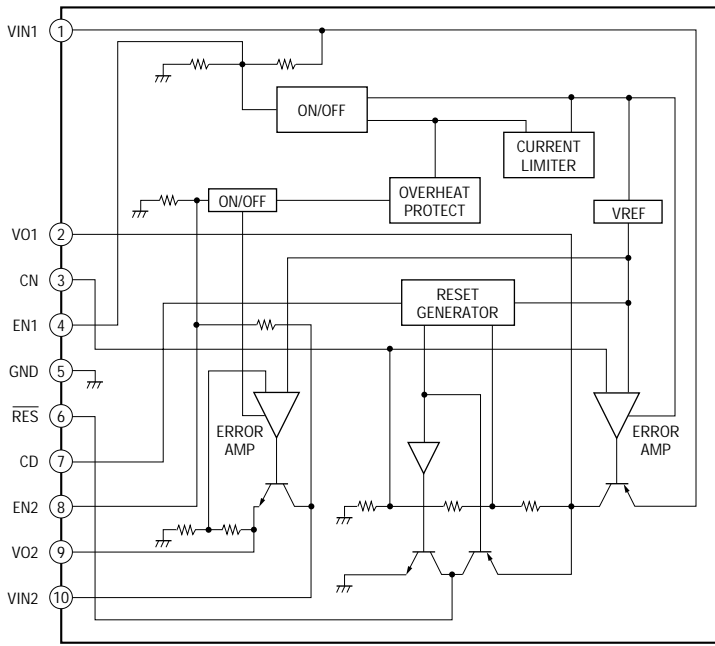 VIN1 1
ON/OFF
CURRENT
LIMITER
ON/OFF
OVERHEAT
PROTECT
VREF
VO1 2
CN 3
RESET
GENERATOR
EN1 4
GND 5
RES 6
ERROR
AMP
ERROR
AMP
CD 7
EN2 8
VO2 9
VIN2 10